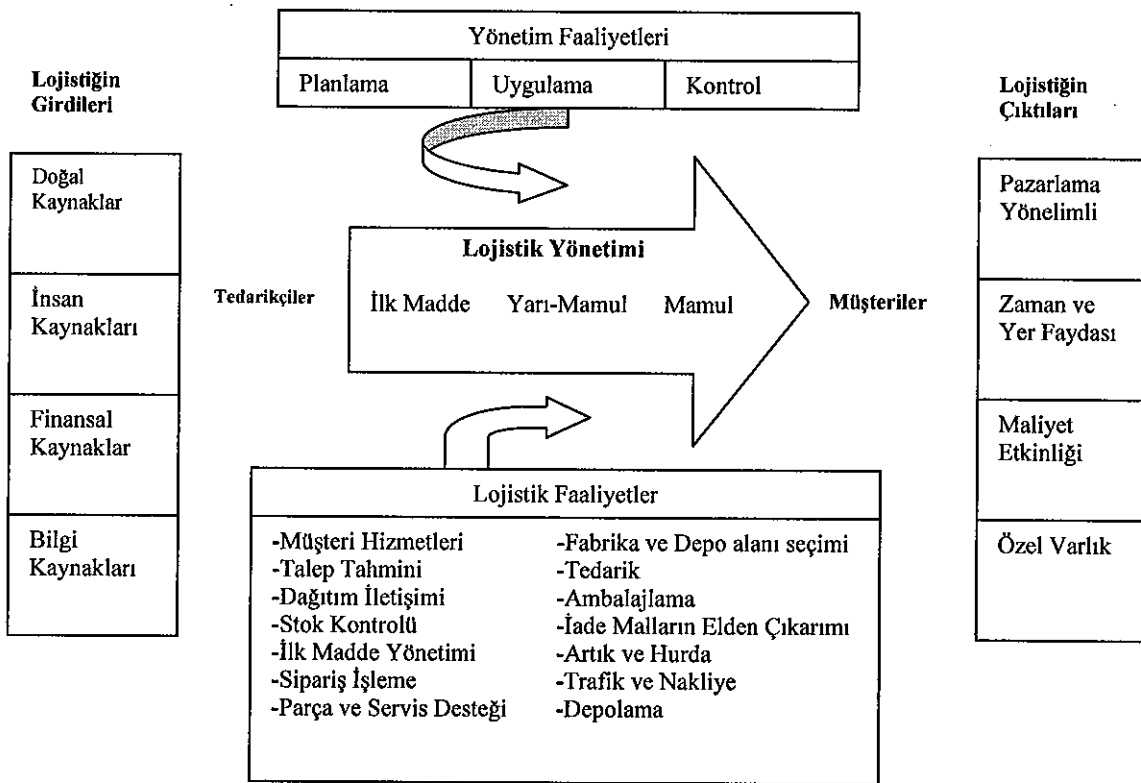 Yönetim Faaliyetleri
Planlama
Uygulama
Kontrol
Lojistiğin
Girdileri
Doğal
Kaynaklar
İnsan
Kaynakları
Finansal
Kaynaklar
Bilgi
Kaynakları
Tedarikçiler
Lojistik Yönetimi
İlk Madde
Yarı-Mamul
Mamul
Müşteriler
Lojistiğin
Çıktıları
Pazarlama
Yönelimli
Zaman ve
Yer Faydası
Maliyet
Etkinliği
Özel Varlık
Lojistik Faaliyetler
-Müşteri Hizmetleri
-Talep Tahmini
-Dağıtım İletişimi
-Stok Kontrolü
-İlk Madde Yönetimi
-Sipariş İşleme
-Parça ve Servis Desteği
-Fabrika ve Depo alanı seçimi
-Tedarik
-Ambalajlama
-İade Malların Elden Çıkarımı
-Artık ve Hurda
-Trafik ve Nakliye
-Depolama